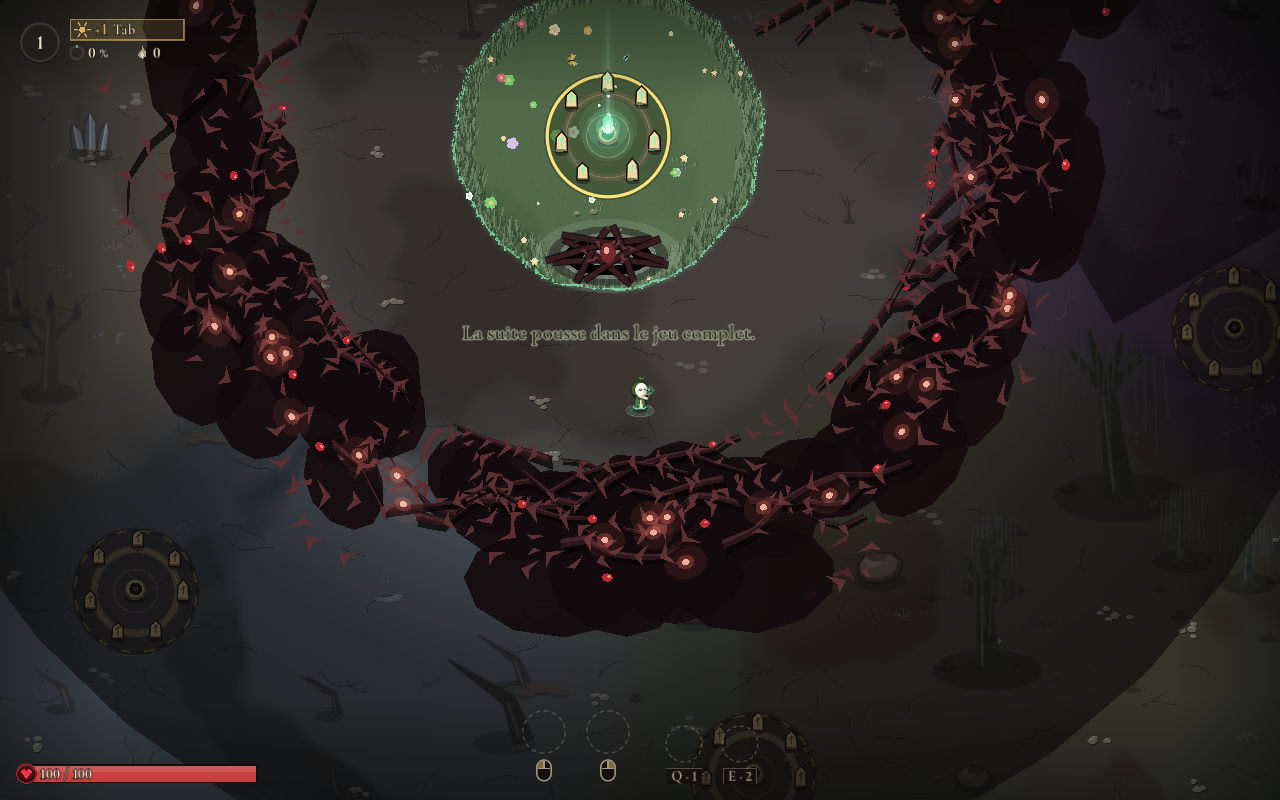 1
+1 Tab
0 %
0
La suite pousse dans le jeu complet.
100 / 100
Q - 1
E - 2